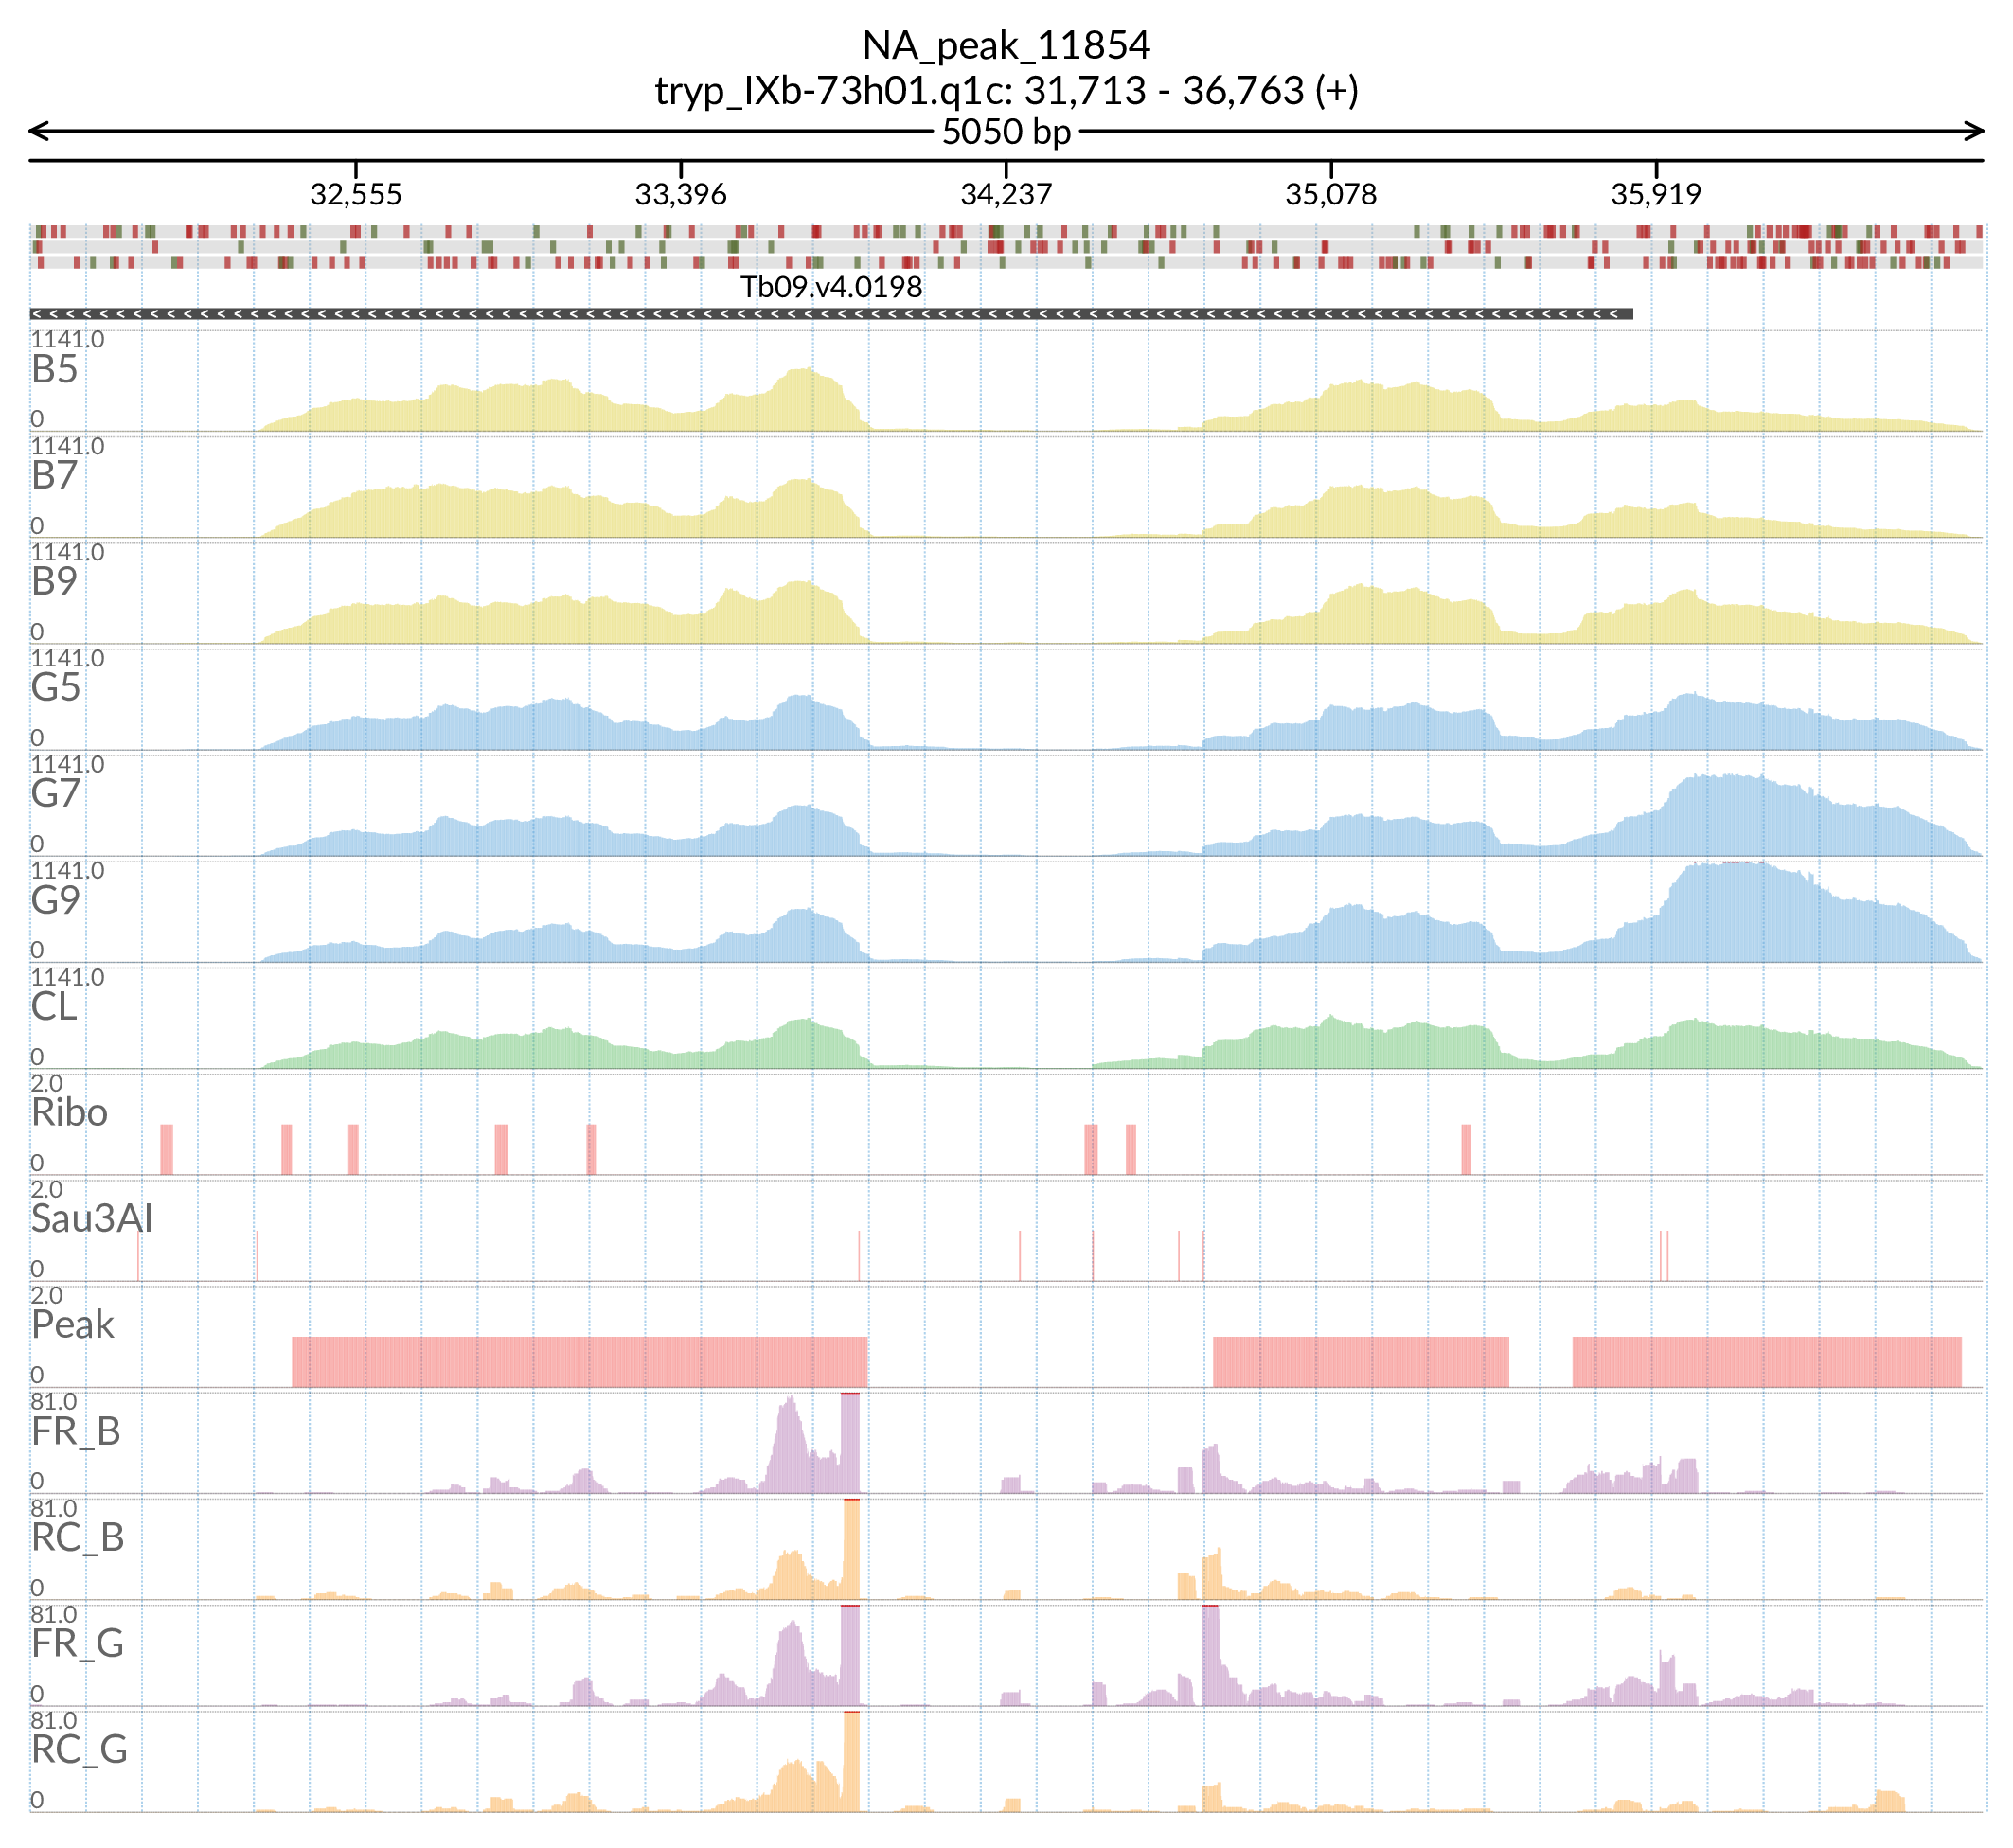 NA_peak_11854
tryp_IXb-73h01.q1c: 31,713 - 36,763 (+)
5050 bp
32,555 33,396 34,237 35,078 35,919
Tb09.v4.0198
1141.0
B5
0
1141.0
B7
0
1141.0
B9
0
1141.0
G5
0
1141.0
G7
0
1141.0
G9
0
1141.0
CL
0
2.0
Ribo
0
2.0
Sau3AI
0
2.0
Peak
0
81.0
FR_B
0
81.0
RC_B
0
81.0
FR_G
0
81.0
RC_G
0